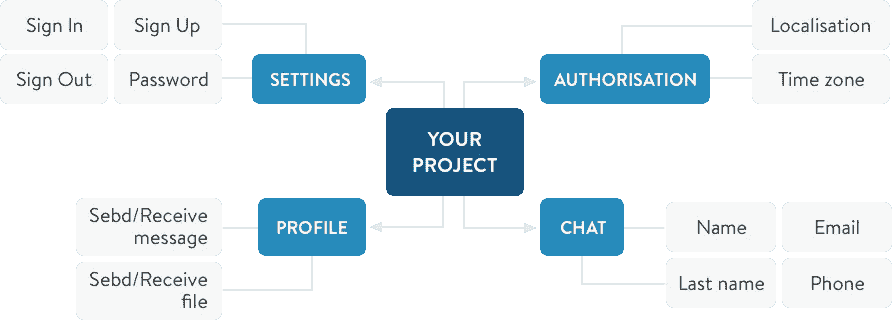 Sign In
Sign Up
Localisation
Sign Out
Password
SETTINGS
AUTHORISATION
Time zone
YOUR
PROJECT
Sebd/Receive
message
PROFILE
CHAT
Name
Email
Sebd/Receive
file
Last name
Phone